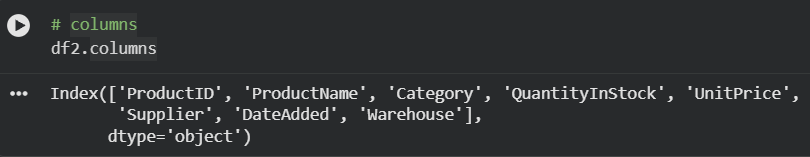 # columns
df2.columns
Index(['ProductID', 'ProductName', 'Category', 'QuantityInStock', 'UnitPrice',
'Supplier', 'DateAdded', 'Warehouse'],
dtype='object')